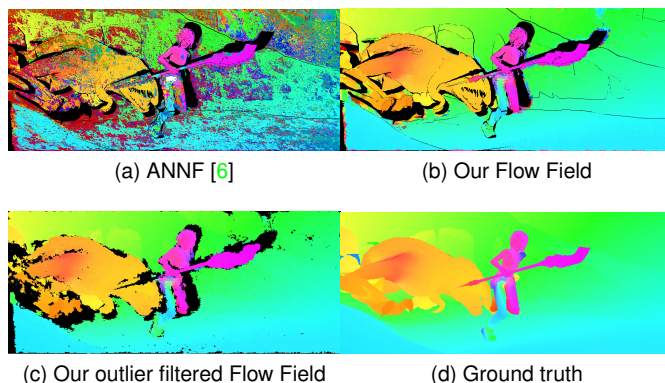 (a) ANNF [6]
(b) Our Flow Field
(c) Our outlier filtered Flow Field
(d) Ground truth